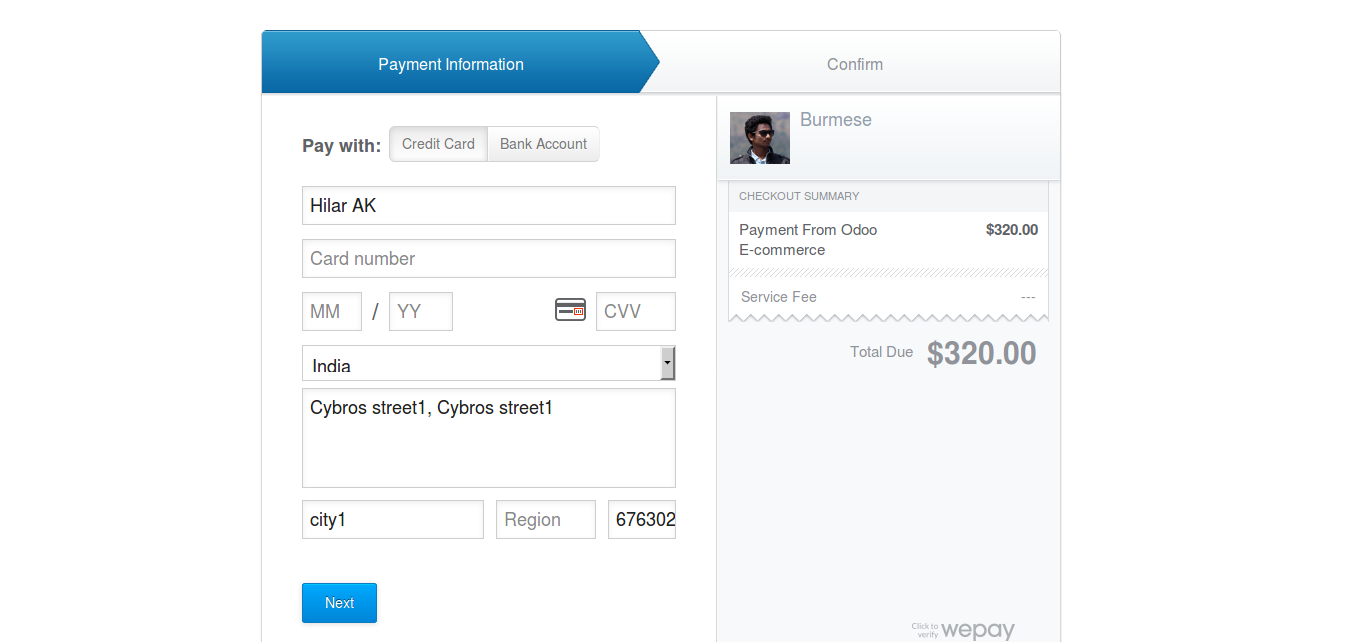 Payment Information
Confirm
Pay with: Credit Card Bank Account
Hilar AK
Card number
MM / YY CVV
India
Cybros street1, Cybros street1
city1 Region 676302
Next
Burmese
CHECKOUT SUMMARY
Payment From Odoo $320.00
E-commerce
Service Fee ---
Total Due $320.00
Click to
verify wepay